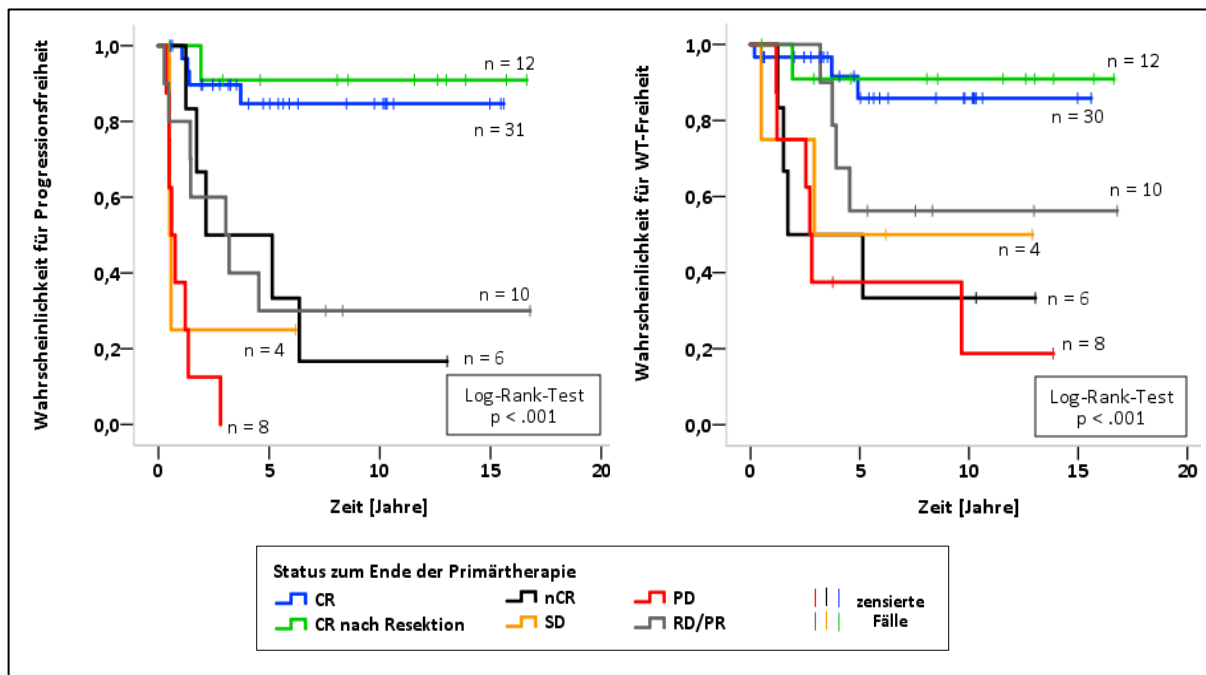 Wahrscheinlichkeit für Progressionsfreiheit
1,0
0,8
0,6
0,4
0,2
0,0
n = 12
n = 31
n = 10
n = 4
n = 6
n = 8
Log-Rank-Test
p < .001
0 5 10 15 20
Zeit [Jahre]
Wahrscheinlichkeit für WT-Freiheit
1,0
0,8
0,6
0,4
0,2
0,0
n = 12
n = 30
n = 10
n = 4
n = 6
n = 8
Log-Rank-Test
p < .001
0 5 10 15 20
Zeit [Jahre]
Status zum Ende der Primärtherapie
CR nCR PD zensierte
CR nach Resektion SD RD/PR Fälle